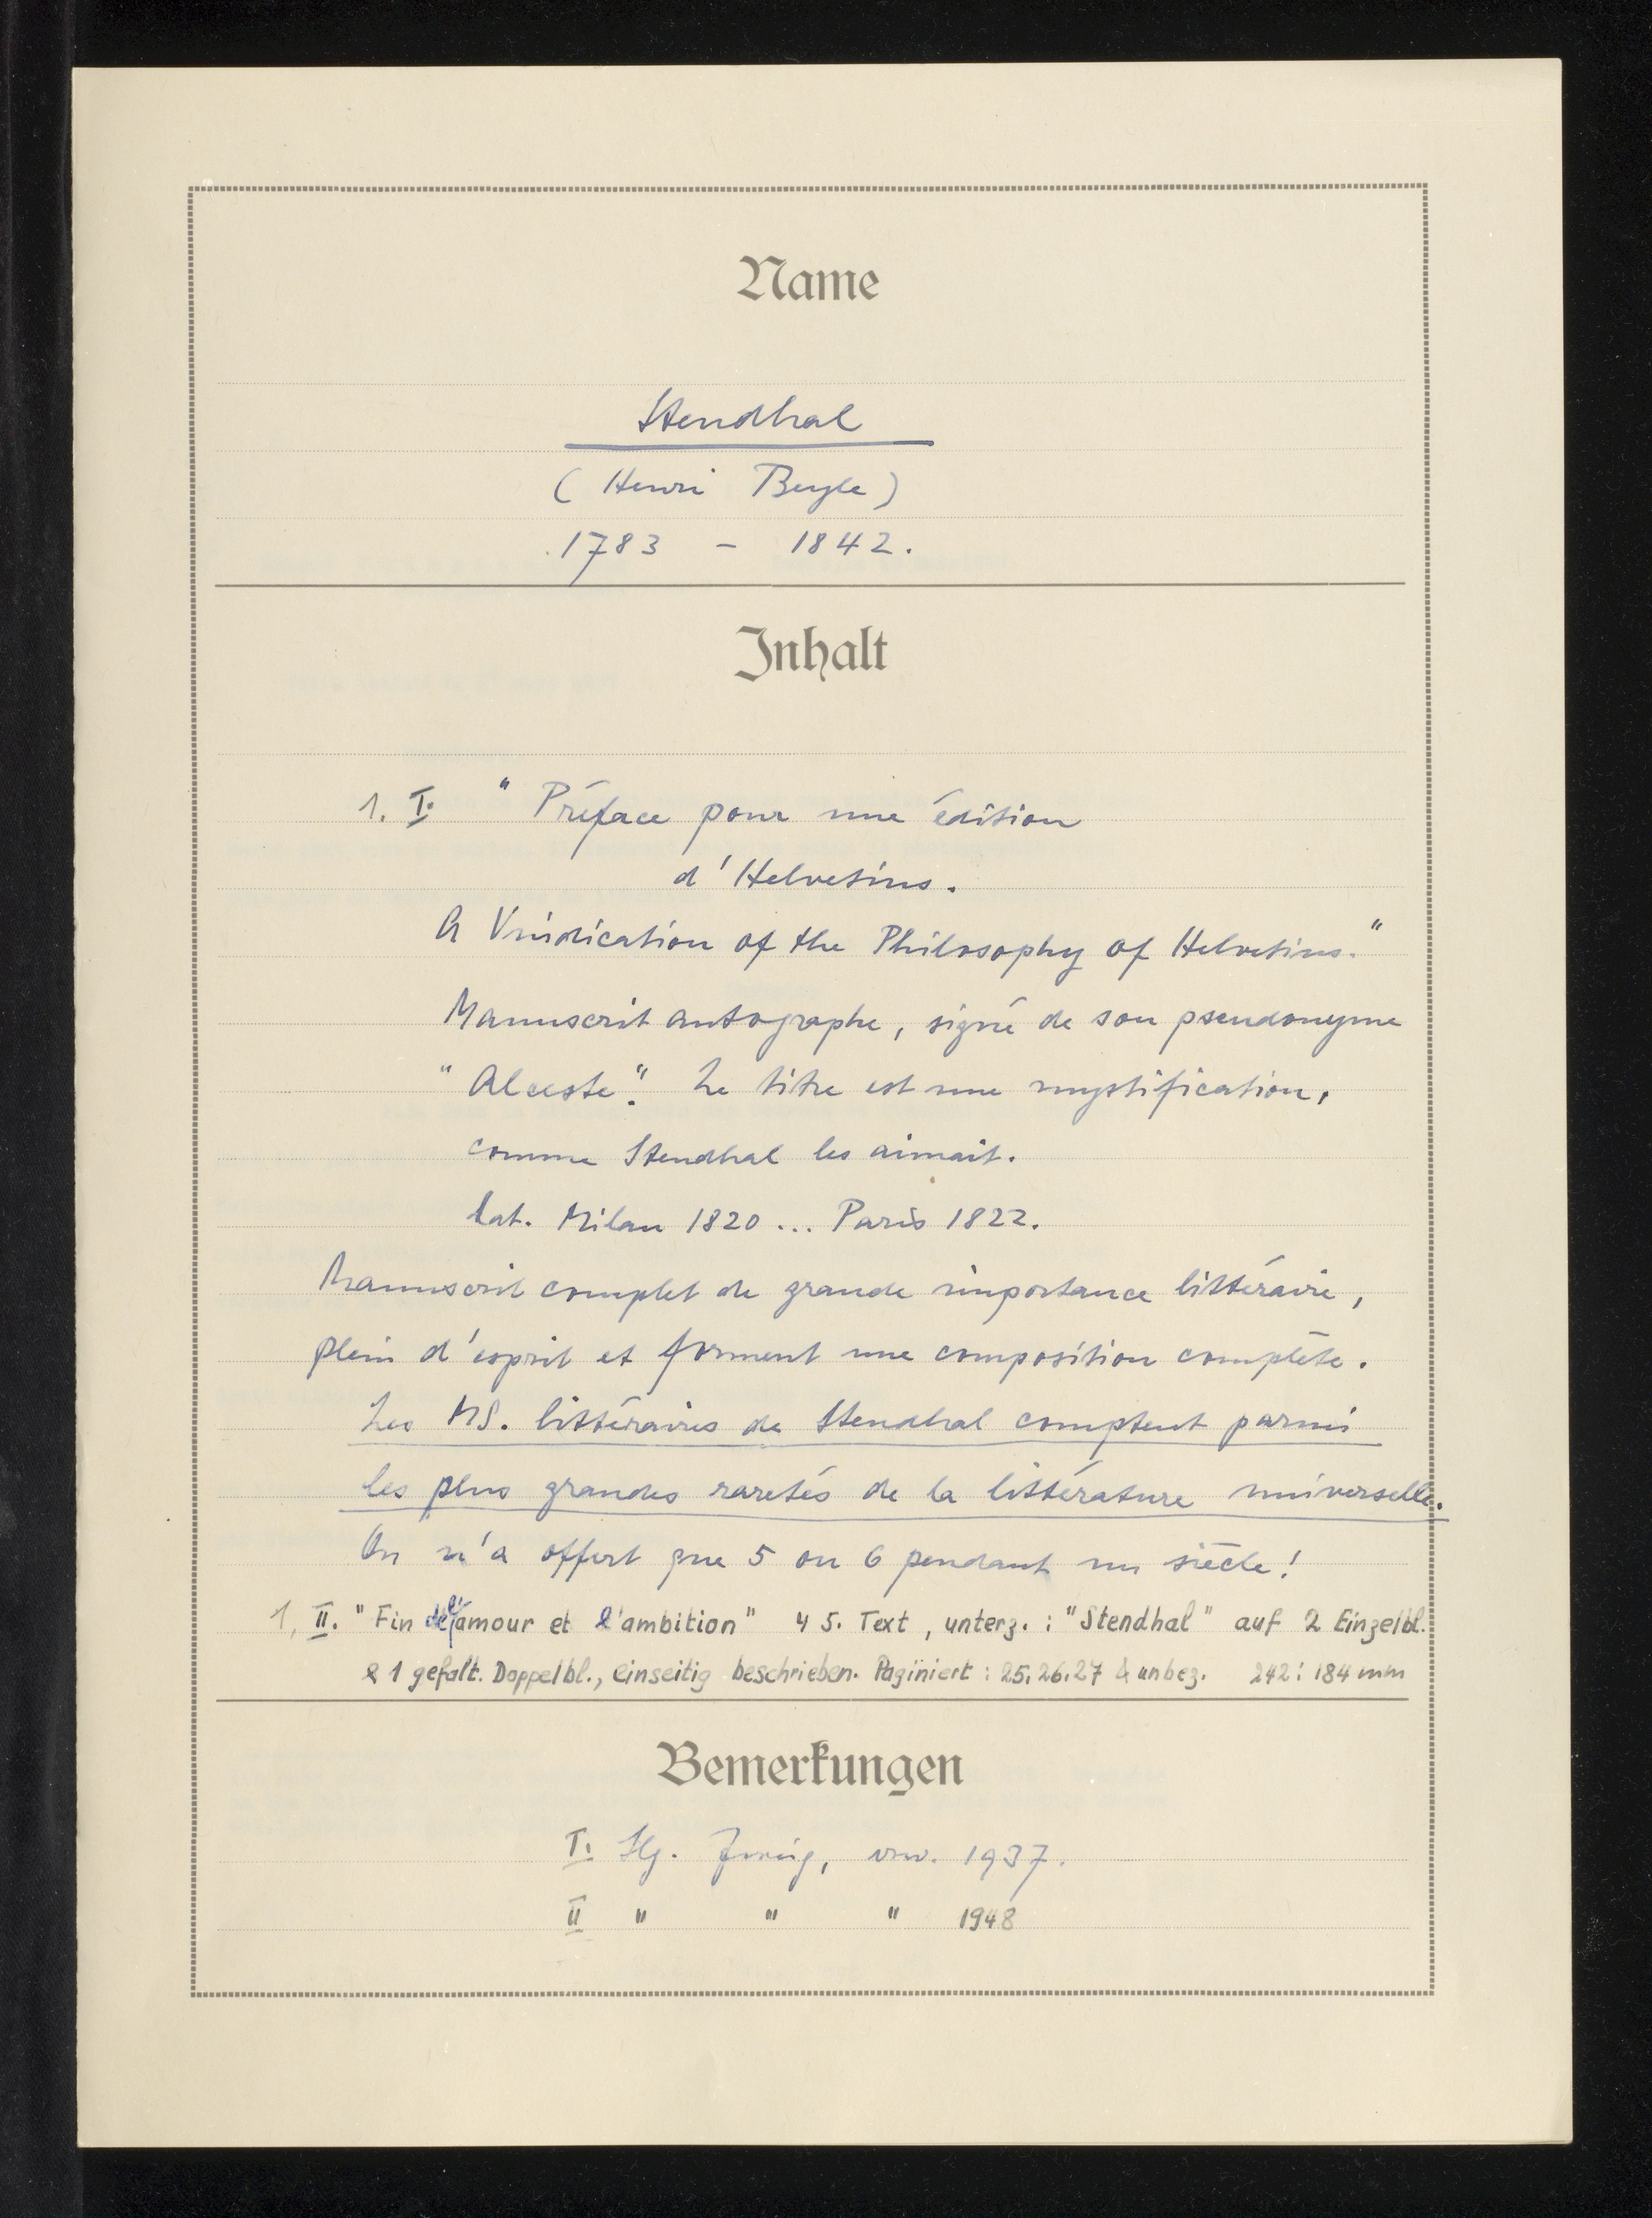 Name
Stendhal
( Henri Beyle )
1783 - 1842.
Inhalt
1. I. " Préface pour une édition
d'Helvetius.
A Vindication of the Philosophy of Helvetius."
Manuscrit autographe, signé de son pseudonyme
"Alceste". Le titre est une mystification,
comme Stendhal les aimait.
Dat. Milan 1820 ... Paris 1822.
Manuscrit complet de grande importance littéraire,
plein d'esprit et forment une composition complète.
Les MS. littéraires de Stendhal comptent parmi
les plus grandes raretés de la littérature universelle.
On n'a offert que 5 ou 6 pendant un siècle!
1, II. "Fin de l'amour et l'ambition" 4 S. Text, unterz.: "Stendhal" auf 2 Einzelbl.
& 1 gefalt. Doppelbl., einseitig beschrieben. Paginiert: 25.26.27 & unbez. 242: 184 mm
Bemerkungen
I. Slg. Zweig, erw. 1937.
II " " " 1948